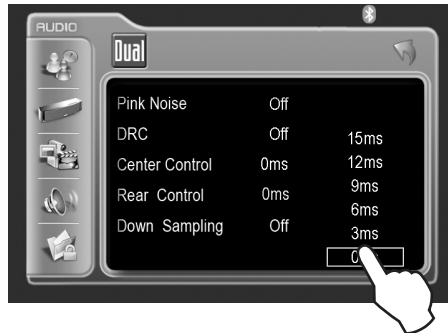 AUDIO
Dual
Pink Noise Off
DRC Off
Center Control 0ms
Rear Control 0ms
Down Sampling Off
15ms
12ms
9ms
6ms
3ms